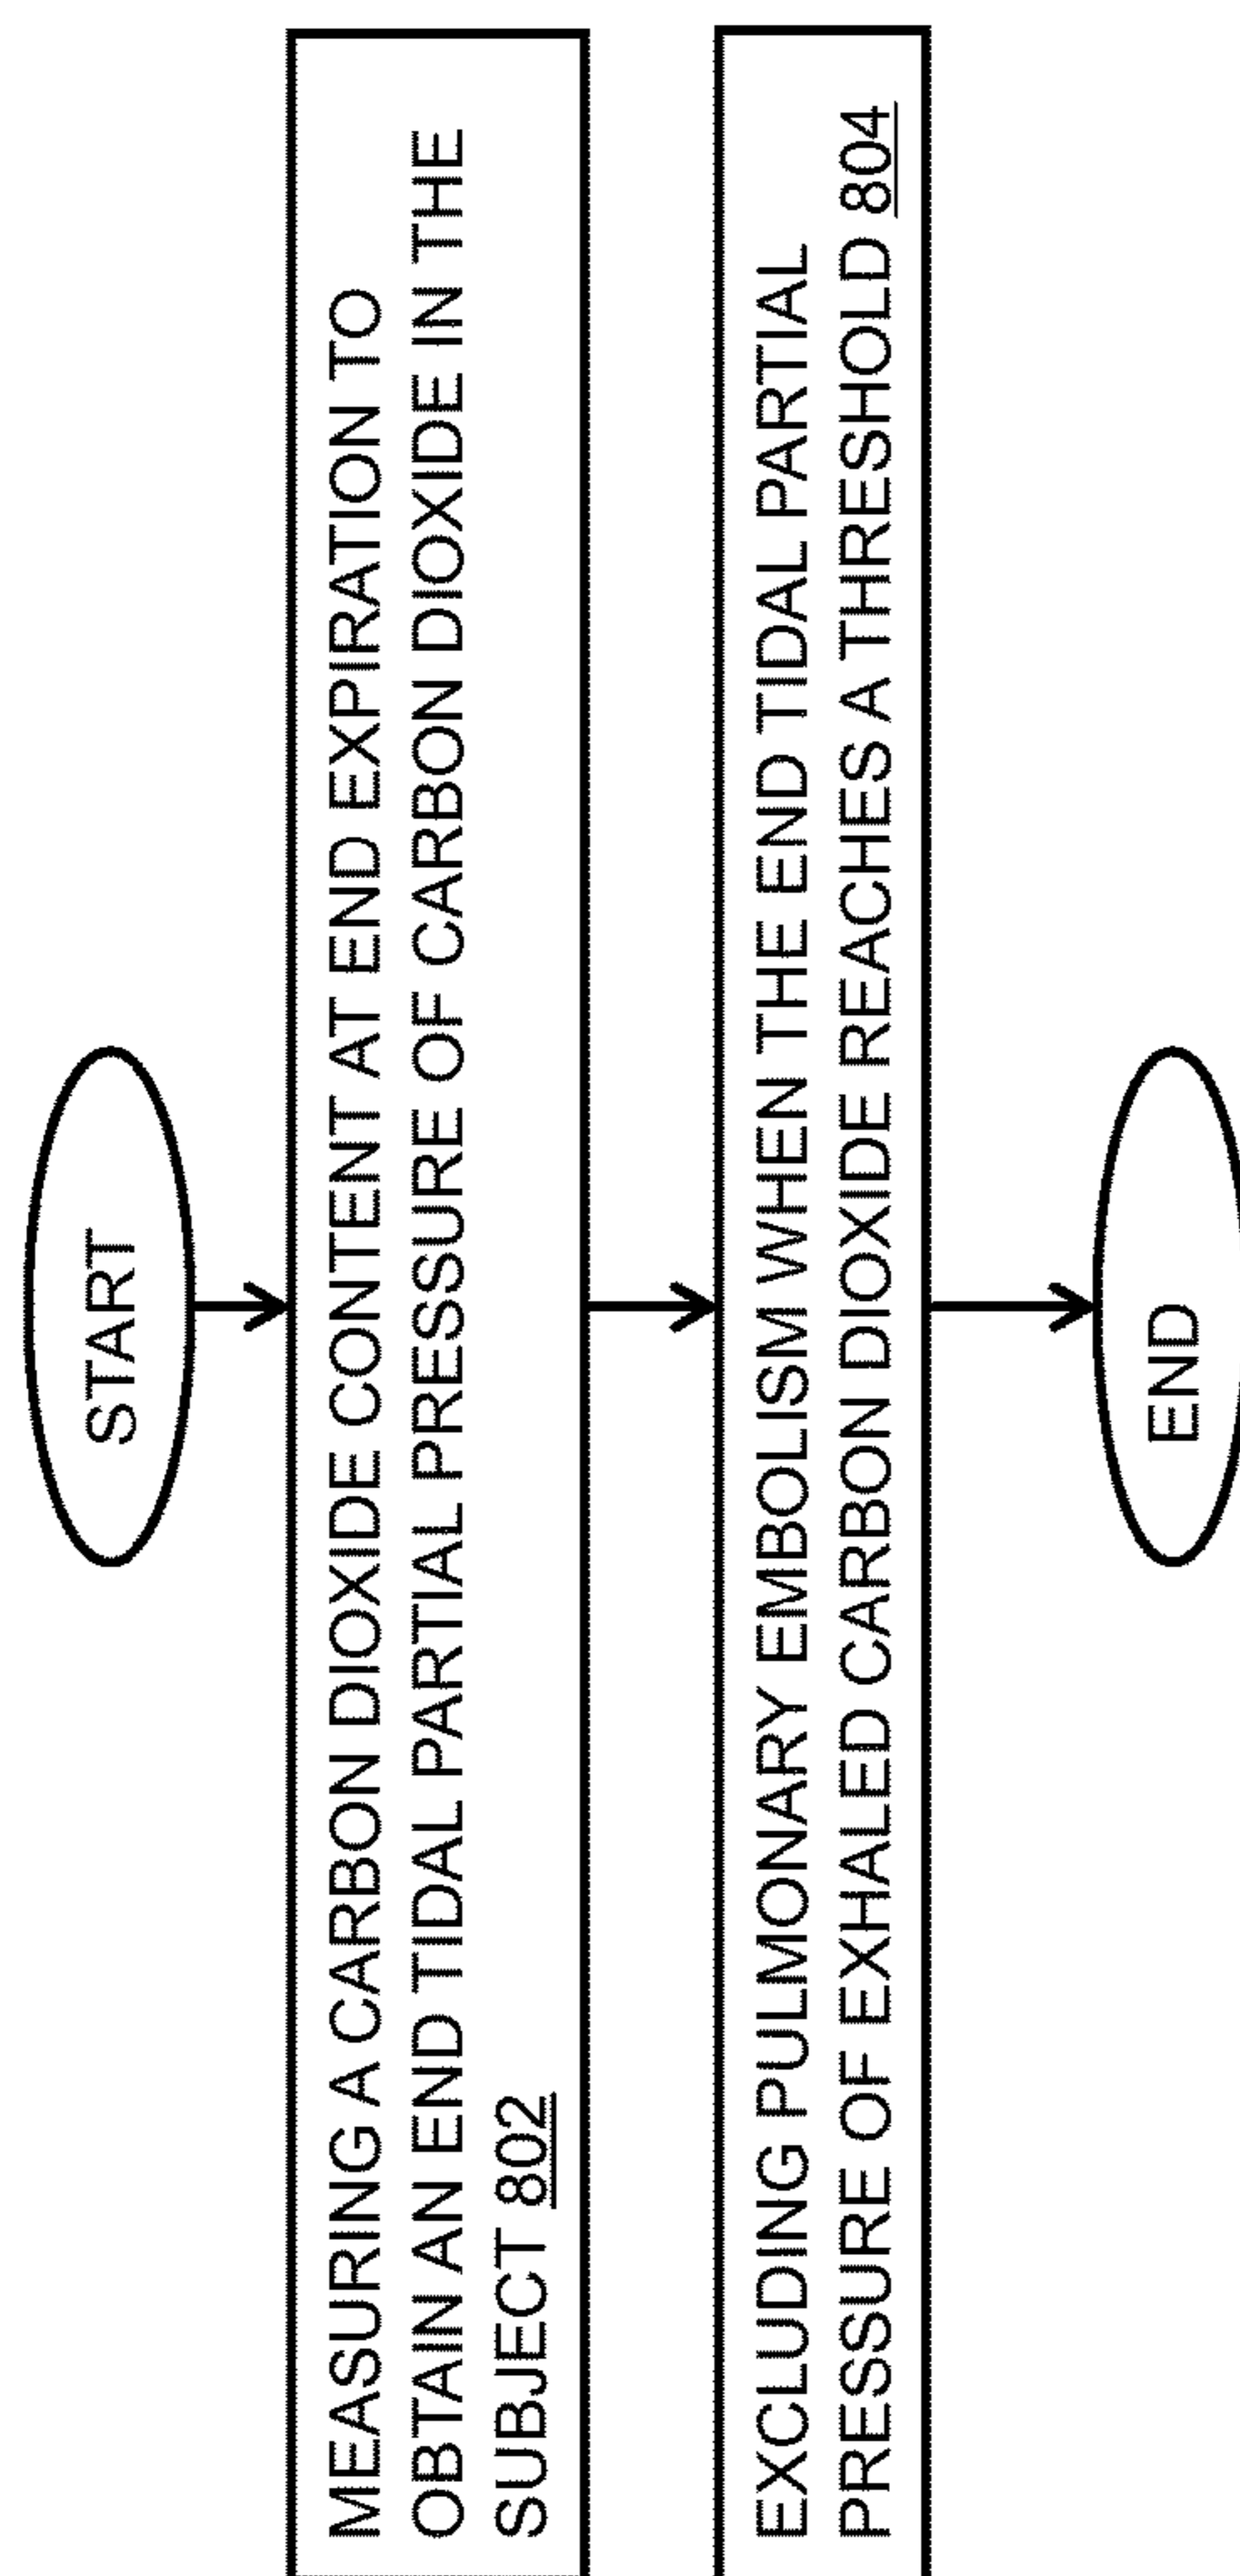 START
MEASURING A CARBON DIOXIDE CONTENT AT END EXPIRATION TO
OBTAIN AN END TIDAL PARTIAL PRESSURE OF CARBON DIOXIDE IN THE
SUBJECT 802
EXCLUDING PULMONARY EMBOLISM WHEN THE END TIDAL PARTIAL
PRESSURE OF EXHALED CARBON DIOXIDE REACHES A THRESHOLD 804
END